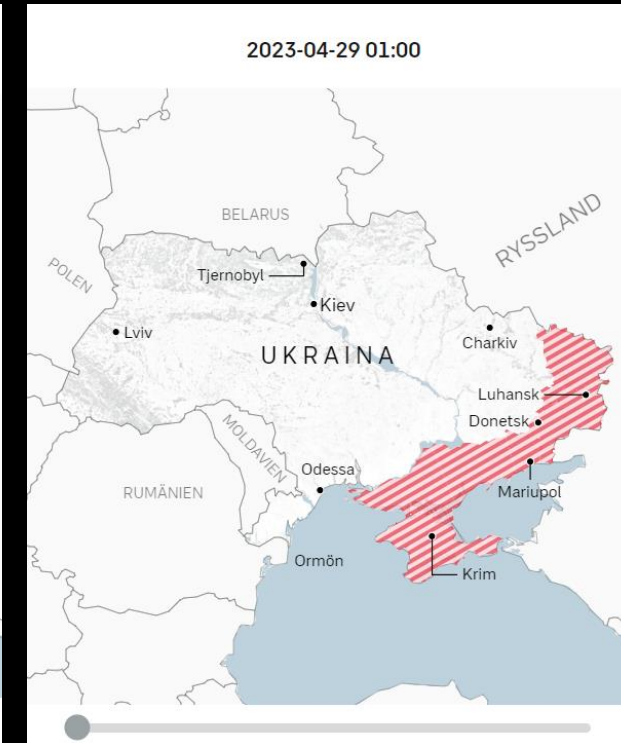 2023-04-29 01:00
BELARUS
RYSSLAND
POLEN
Tjernobyl
Kiev
Lviv
Charkiv
UKRAINA
Luhansk
Donetsk
MOLDAVIEN
Odessa
RUMÄNIEN
Mariupol
Ormön
Krim